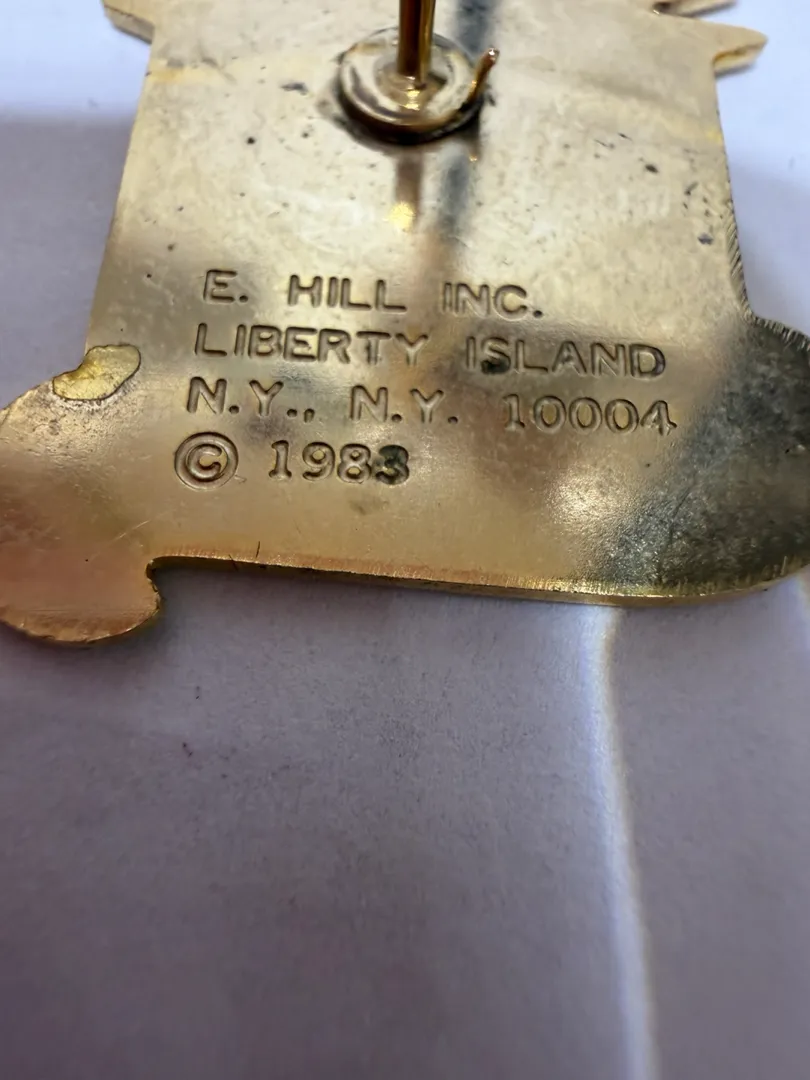 E. HILL INC.
LIBERTY ISLAND
N.Y., N.Y. 10004
© 1983